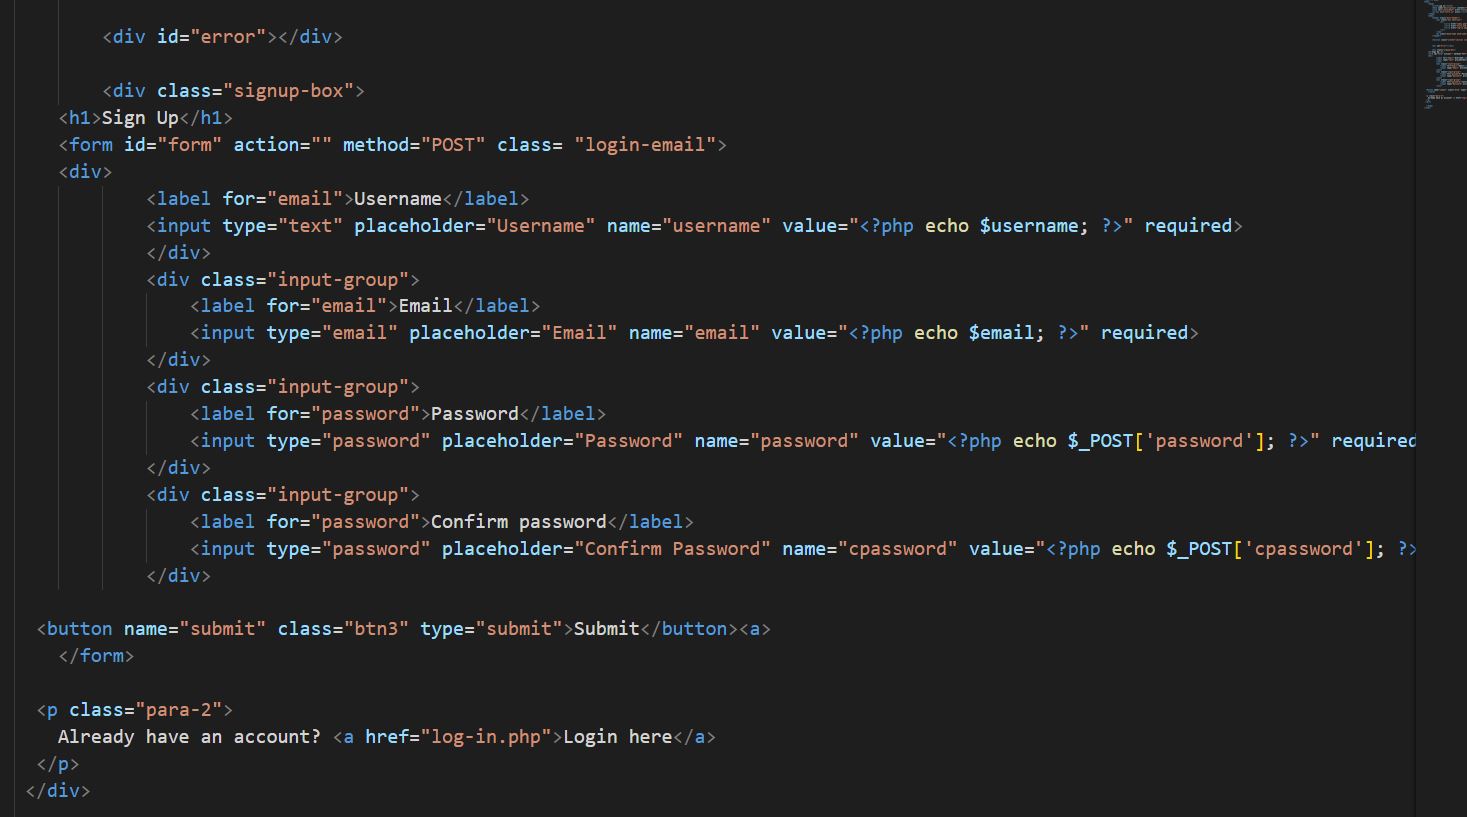 <div id="error"></div>
<div class="signup-box">
<h1>Sign Up</h1>
<form id="form" action="" method="POST" class= "login-email">
<div>
<label for="email">Username</label>
<input type="text" placeholder="Username" name="username" value="<?php echo $username; ?>" required>
</div>
<div class="input-group">
<label for="email">Email</label>
<input type="email" placeholder="Email" name="email" value="<?php echo $email; ?>" required>
</div>
<div class="input-group">
<label for="password">Password</label>
<input type="password" placeholder="Password" name="password" value="<?php echo $_POST['password']; ?>" required
</div>
<div class="input-group">
<label for="password">Confirm password</label>
<input type="password" placeholder="Confirm Password" name="cpassword" value="<?php echo $_POST['cpassword']; ?>
</div>
<button name="submit" class="btn3" type="submit">Submit</button><a>
</form>
<p class="para-2">
Already have an account? <a href="log-in.php">Login here</a>
</p>
</div>